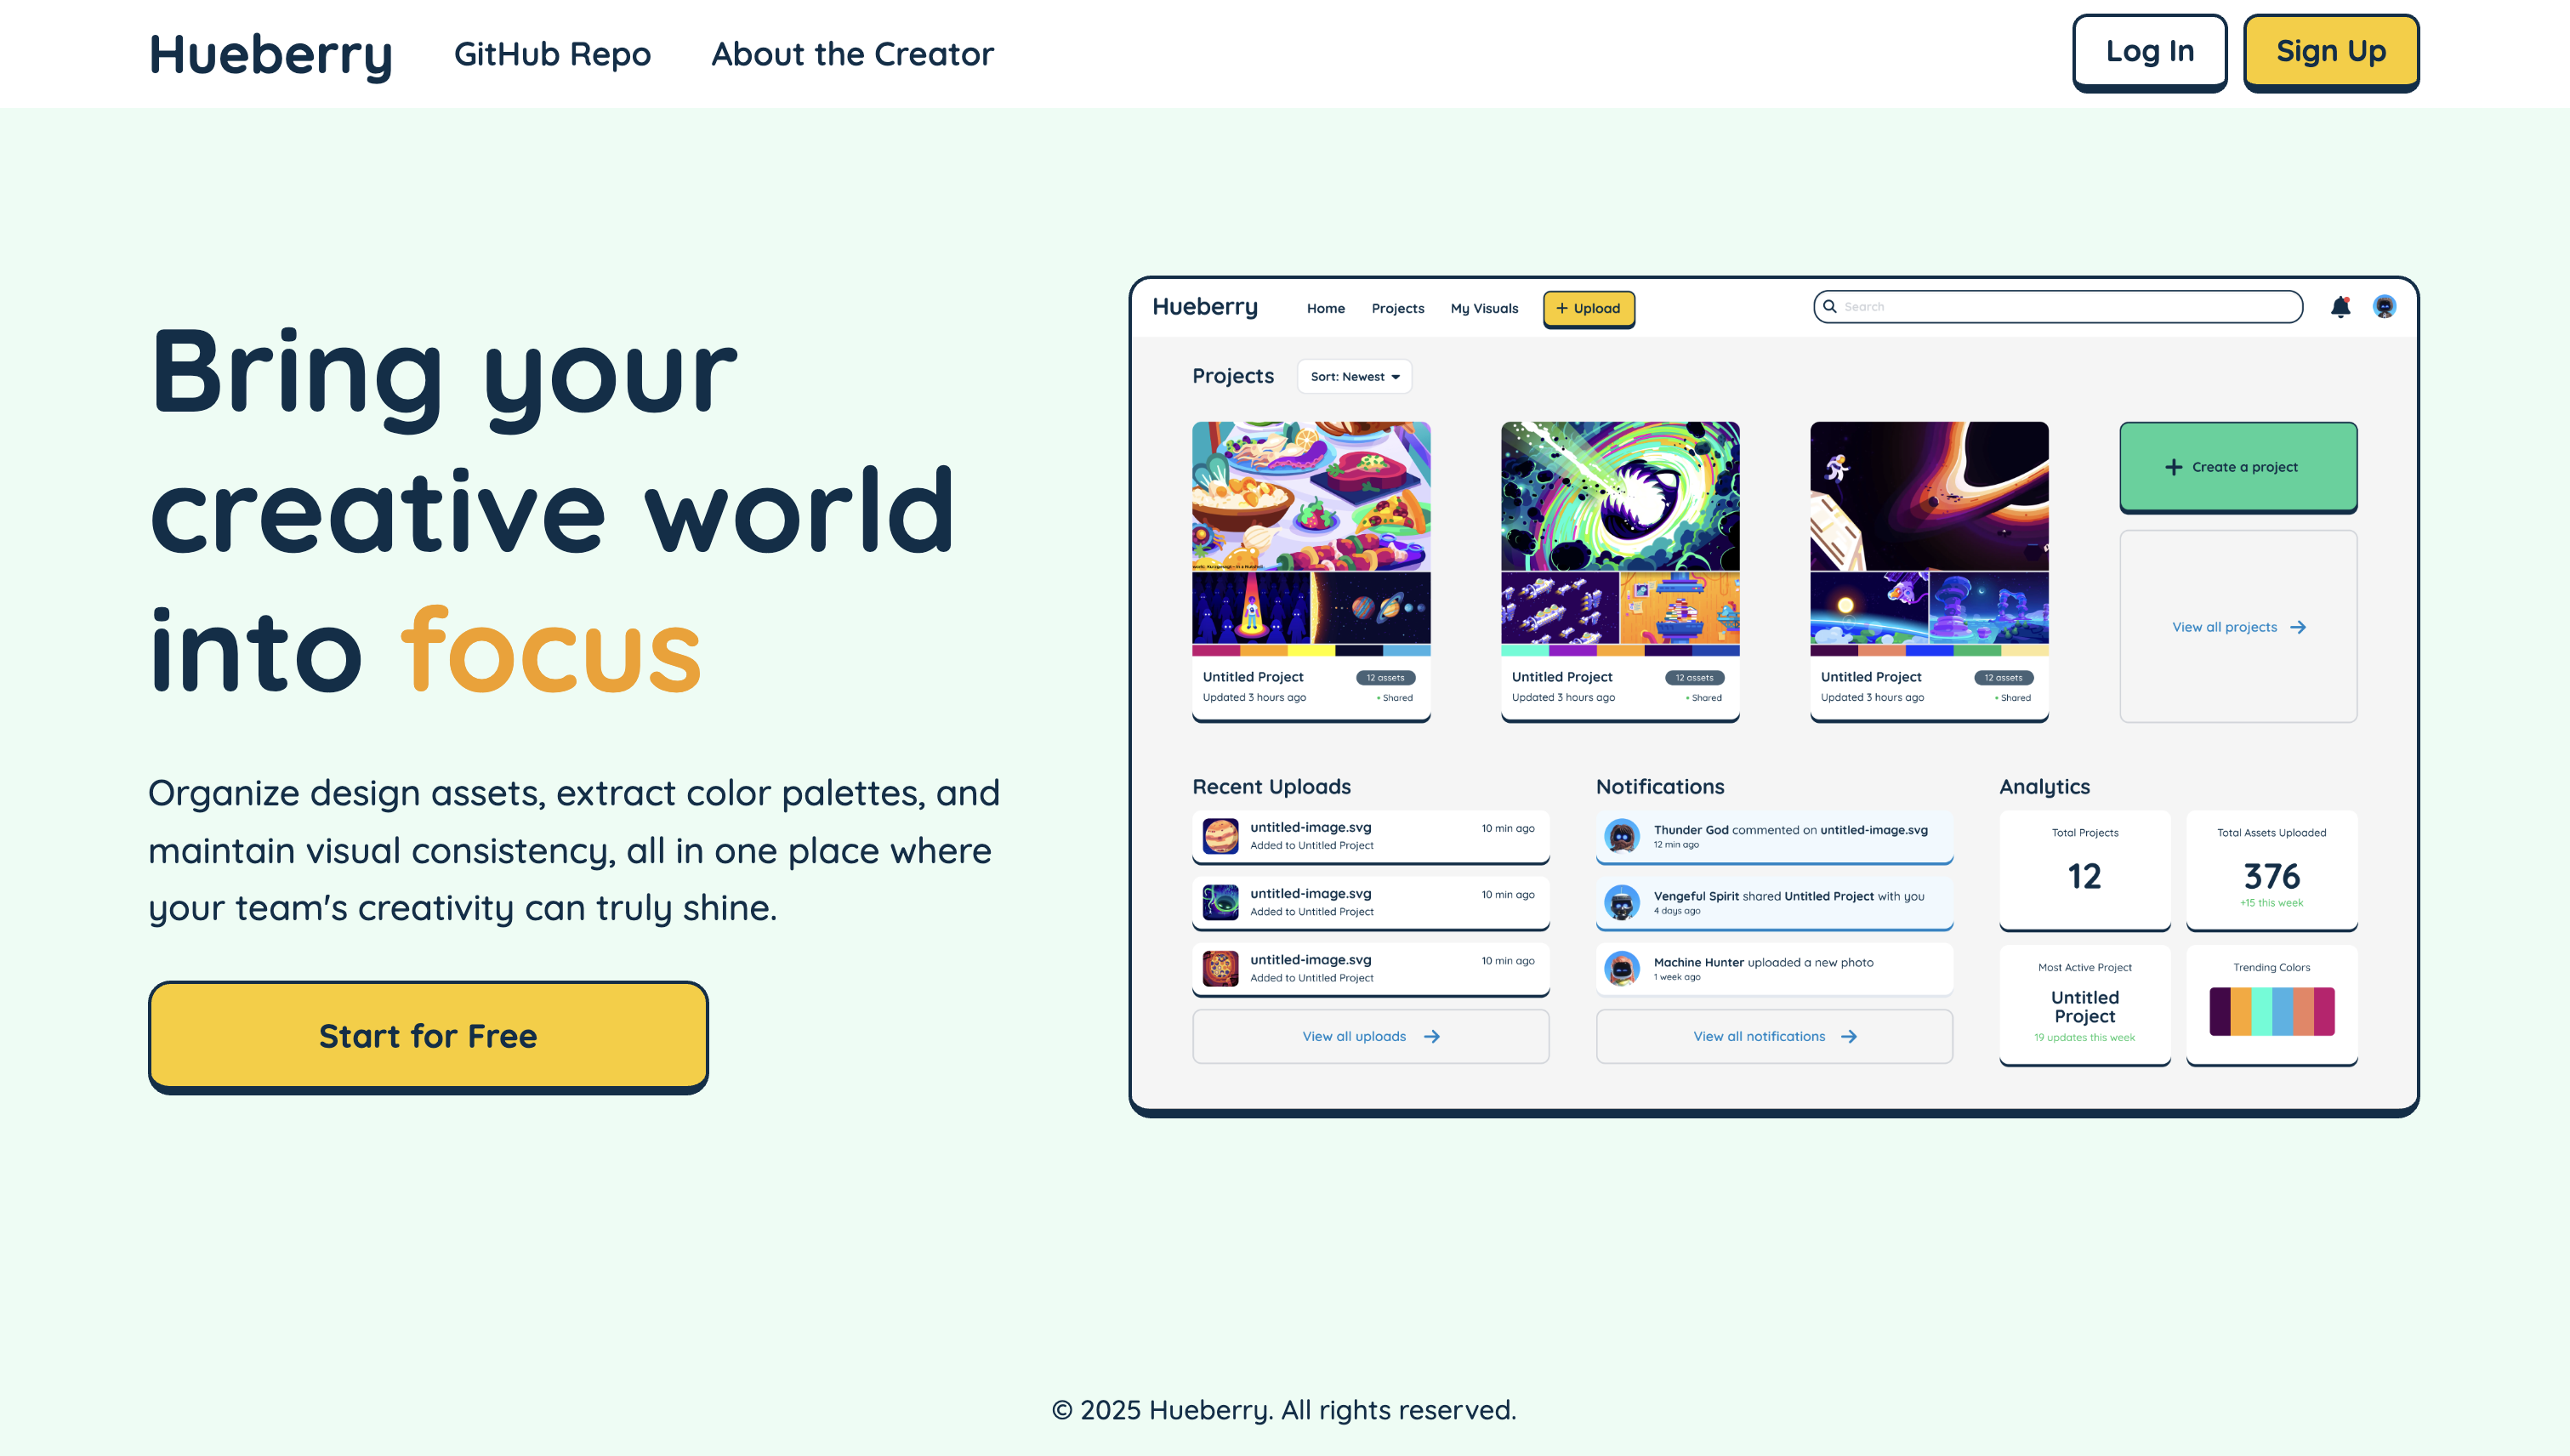 Hueberry
GitHub Repo
About the Creator
Log In
Sign Up
Bring your
creative world
into focus
Organize design assets, extract color palettes, and
maintain visual consistency, all in one place where
your team's creativity can truly shine.
Start for Free
Hueberry
Home
Projects
My Visuals
+ Upload
Search
Projects
Sort: Newest
Untitled Project
12 assets
Updated 3 hours ago
• Shared
Untitled Project
12 assets
Updated 3 hours ago
• Shared
Untitled Project
12 assets
Updated 3 hours ago
• Shared
+ Create a project
View all projects →
Recent Uploads
untitled-image.svg
10 min ago
Added to Untitled Project
untitled-image.svg
10 min ago
Added to Untitled Project
untitled-image.svg
10 min ago
Added to Untitled Project
View all uploads →
Notifications
Thunder God commented on untitled-image.svg
12 min ago
Vengeful Spirit shared Untitled Project with you
4 days ago
Machine Hunter uploaded a new photo
1 week ago
View all notifications →
Analytics
Total Projects
12
Total Assets Uploaded
376
+15 this week
Most Active Project
Untitled
Project
19 updates this week
Trending Colors
© 2025 Hueberry. All rights reserved.